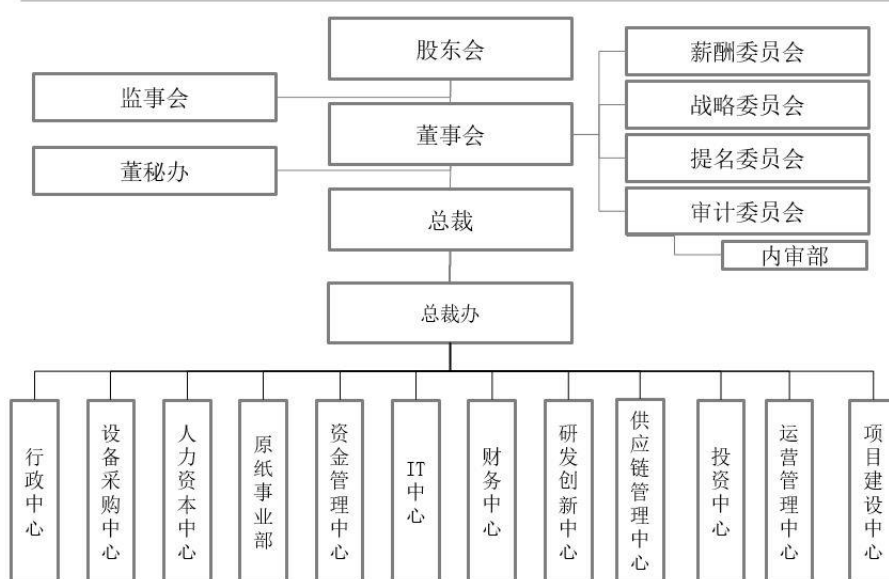 股东会
薪酬委员会
监事会
战略委员会
董事会
提名委员会
董秘办
审计委员会
总裁
内审部
总裁办
行政中心
设备采购中心
人力资本中心
原纸事业部
资金管理中心
IT中心
财务中心
研发创新中心
供应链管理中心
投资中心
运营管理中心
项目建设中心